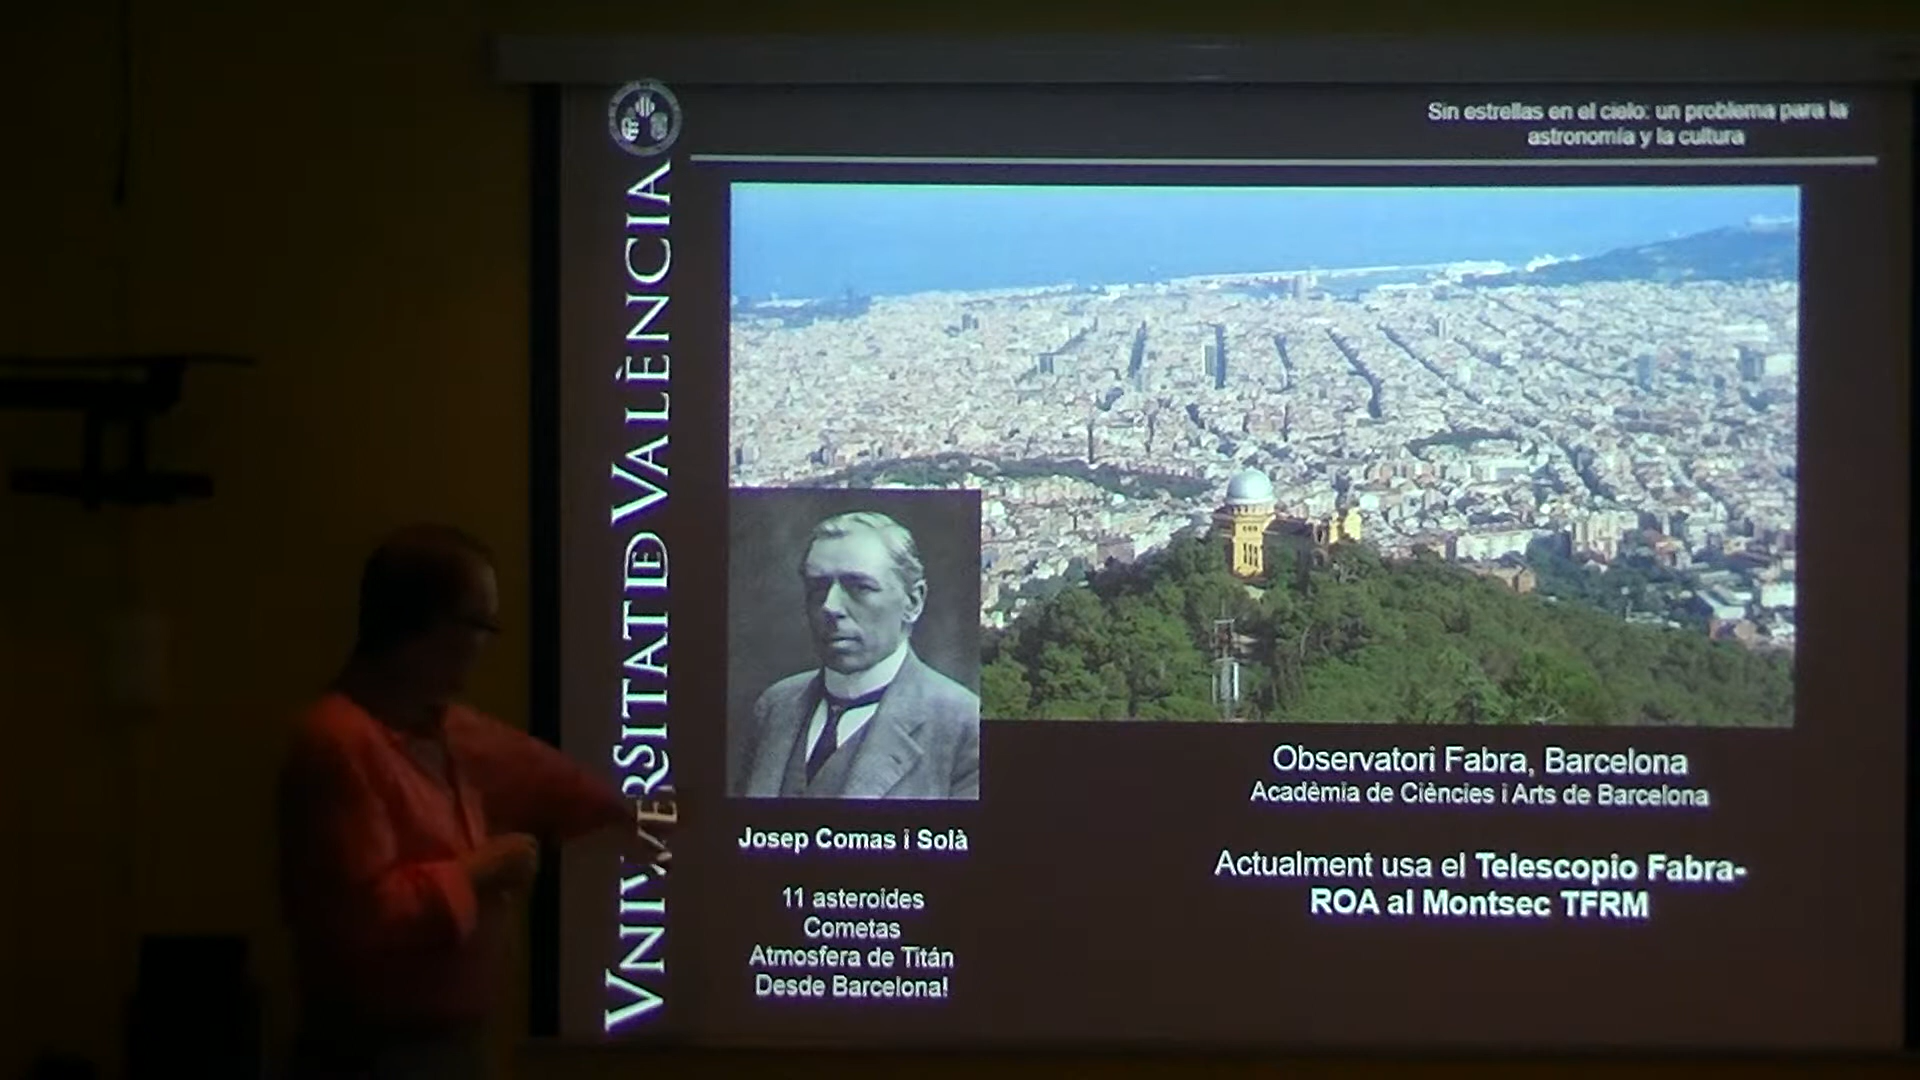 VNIVERSITATD VALÈNCIA
Sin estrellas en el cielo: un problema para la
astronomía y la cultura
Josep Comas i Solà
11 asteroides
Cometas
Atmosfera de Titán
Desde Barcelona!
Observatori Fabra, Barcelona
Acadèmia de Ciències i Arts de Barcelona
Actualment usa el Telescopio Fabra-
ROA al Montsec TFRM